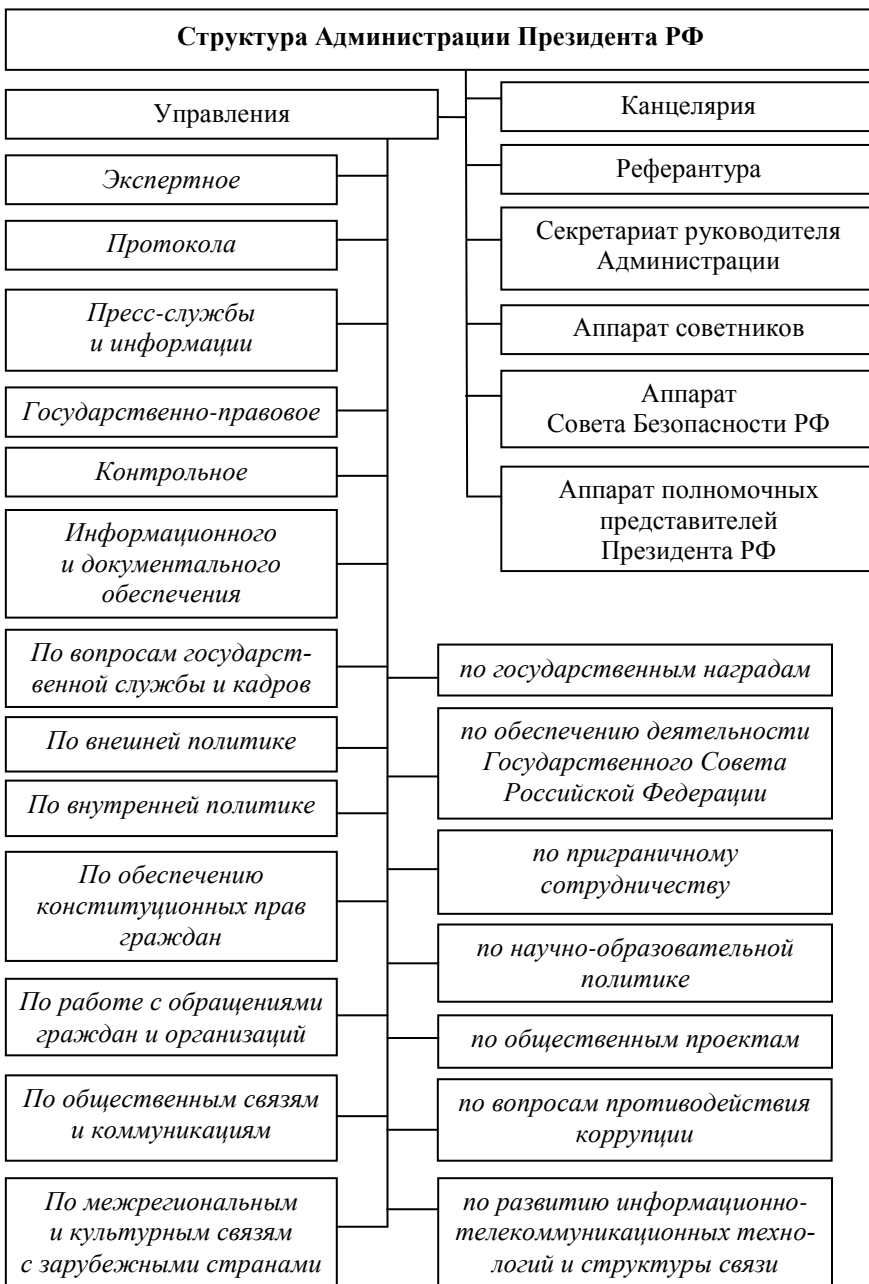 Структура Администрации Президента РФ
Управления
Экспертное
Протокола
Пресс-службы
и информации
Государственно-правовое
Контрольное
Информационного
и документального
обеспечения
По вопросам государст-
венной службы и кадров
По внешней политике
По внутренней политике
По обеспечению
конституционных прав
граждан
По работе с обращениями
граждан и организаций
По общественным связям
и коммуникациям
По межрегиональным
и культурным связям
с зарубежными странами
Канцелярия
Референтура
Секретариат руководителя
Администрации
Аппарат советников
Аппарат
Совета Безопасности РФ
Аппарат полномочных
представителей
Президента РФ
по государственным наградам
по обеспечению деятельности
Государственного Совета
Российской Федерации
по приграничному
сотрудничеству
по научно-образовательной
политике
по общественным проектам
по вопросам противодействия
коррупции
по развитию информационно-
телекоммуникационных техно-
логий и структуры связи